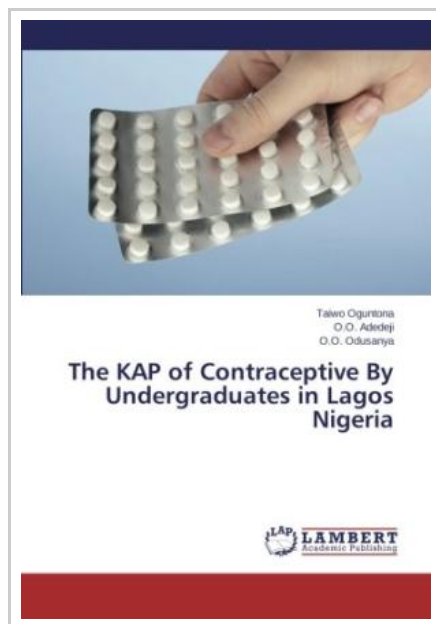 Taiwo Oguntona
O.O. Adedeji
O.O. Odusanya
The KAP of Contraceptive By
Undergraduates in Lagos
Nigeria
LAP LAMBERT
Academic Publishing